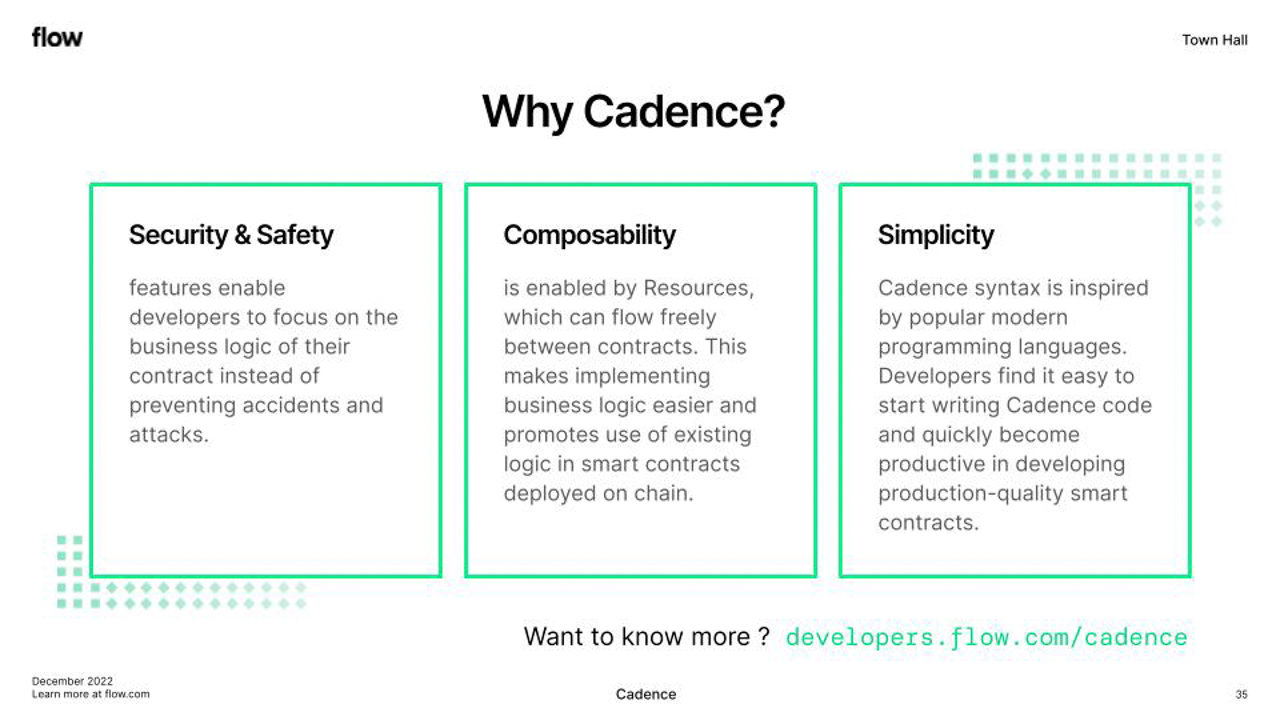 flow
Town Hall
Why Cadence?
Security & Safety
features enable
developers to focus on the
business logic of their
contract instead of
preventing accidents and
attacks.
Composability
is enabled by Resources,
which can flow freely
between contracts. This
makes implementing
business logic easier and
promotes use of existing
logic in smart contracts
deployed on chain.
Simplicity
Cadence syntax is inspired
by popular modern
programming languages.
Developers find it easy to
start writing Cadence code
and quickly become
productive in developing
production-quality smart
contracts.
Want to know more ? developers.flow.com/cadence
December 2022
Learn more at flow.com
Cadence
35